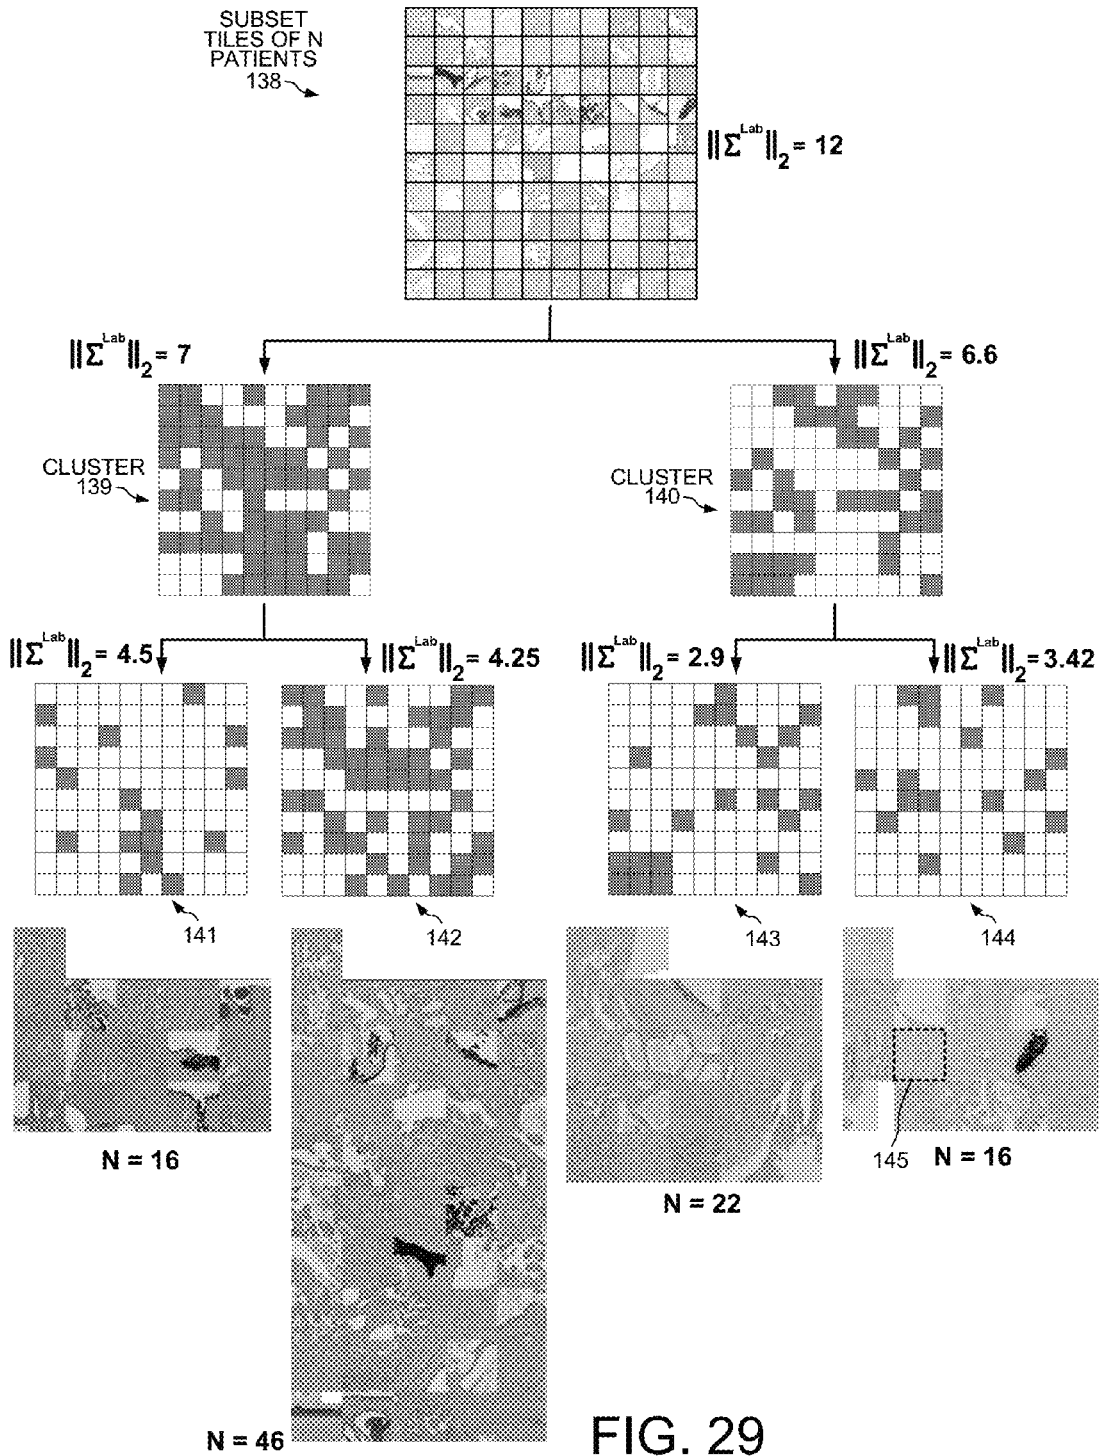 SUBSET
TILES OF N
PATIENTS
138
||Σ^Lab||₂ = 12
||Σ^Lab||₂ = 7
||Σ^Lab||₂ = 6.6
CLUSTER
139
CLUSTER
140
||Σ^Lab||₂ = 4.5
||Σ^Lab||₂ = 4.25
||Σ^Lab||₂ = 2.9
||Σ^Lab||₂ = 3.42
141
142
143
144
N = 16
145
N = 16
N = 22
N = 46
FIG. 29